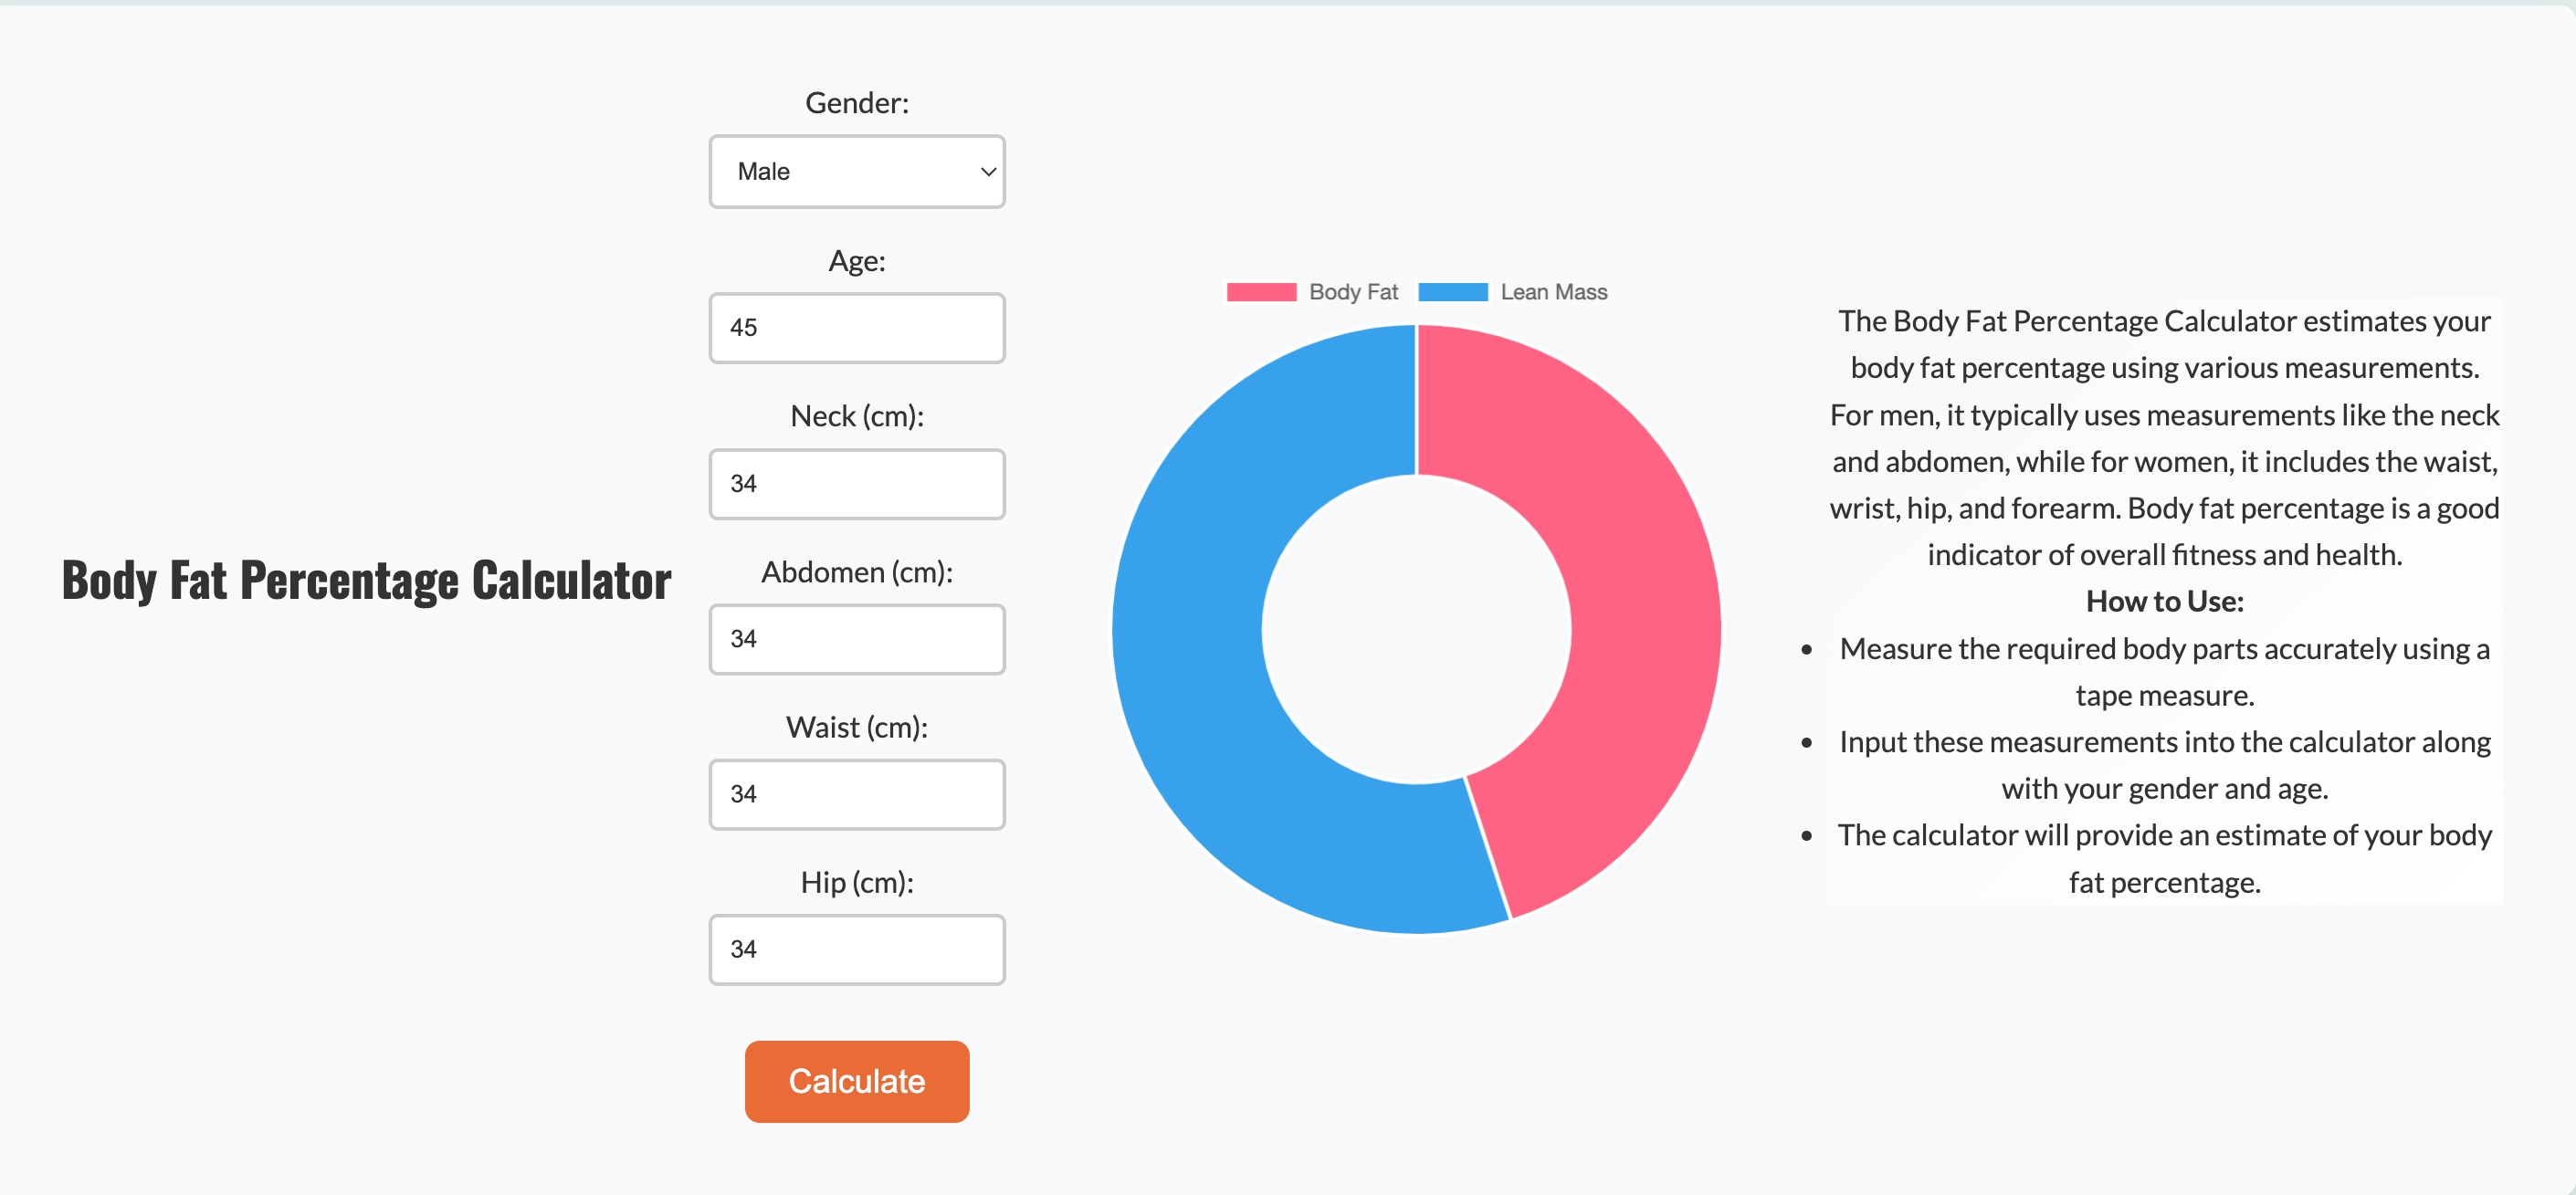 Body Fat Percentage Calculator
Gender:
Male
Age:
45
Neck (cm):
34
Abdomen (cm):
34
Waist (cm):
34
Hip (cm):
34
Calculate
Body Fat
Lean Mass
The Body Fat Percentage Calculator estimates your
body fat percentage using various measurements.
For men, it typically uses measurements like the neck
and abdomen, while for women, it includes the waist,
wrist, hip, and forearm. Body fat percentage is a good
indicator of overall fitness and health.
How to Use:
• Measure the required body parts accurately using a
tape measure.
• Input these measurements into the calculator along
with your gender and age.
• The calculator will provide an estimate of your body
fat percentage.